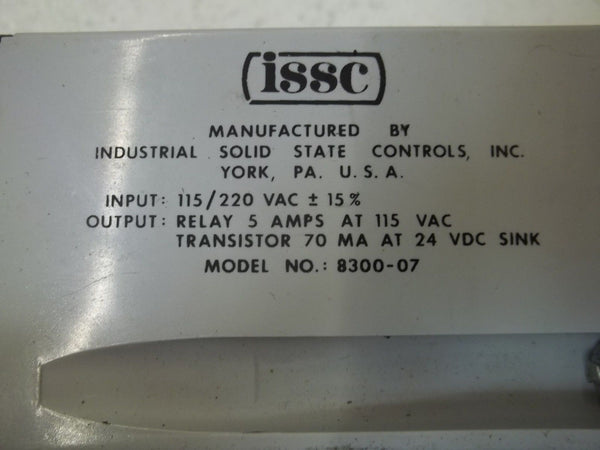 issc
MANUFACTURED BY
INDUSTRIAL SOLID STATE CONTROLS, INC.
YORK, PA. U.S.A.
INPUT: 115/220 VAC ± 15%
OUTPUT: RELAY 5 AMPS AT 115 VAC
TRANSISTOR 70 MA AT 24 VDC SINK
MODEL NO.: 8300-07